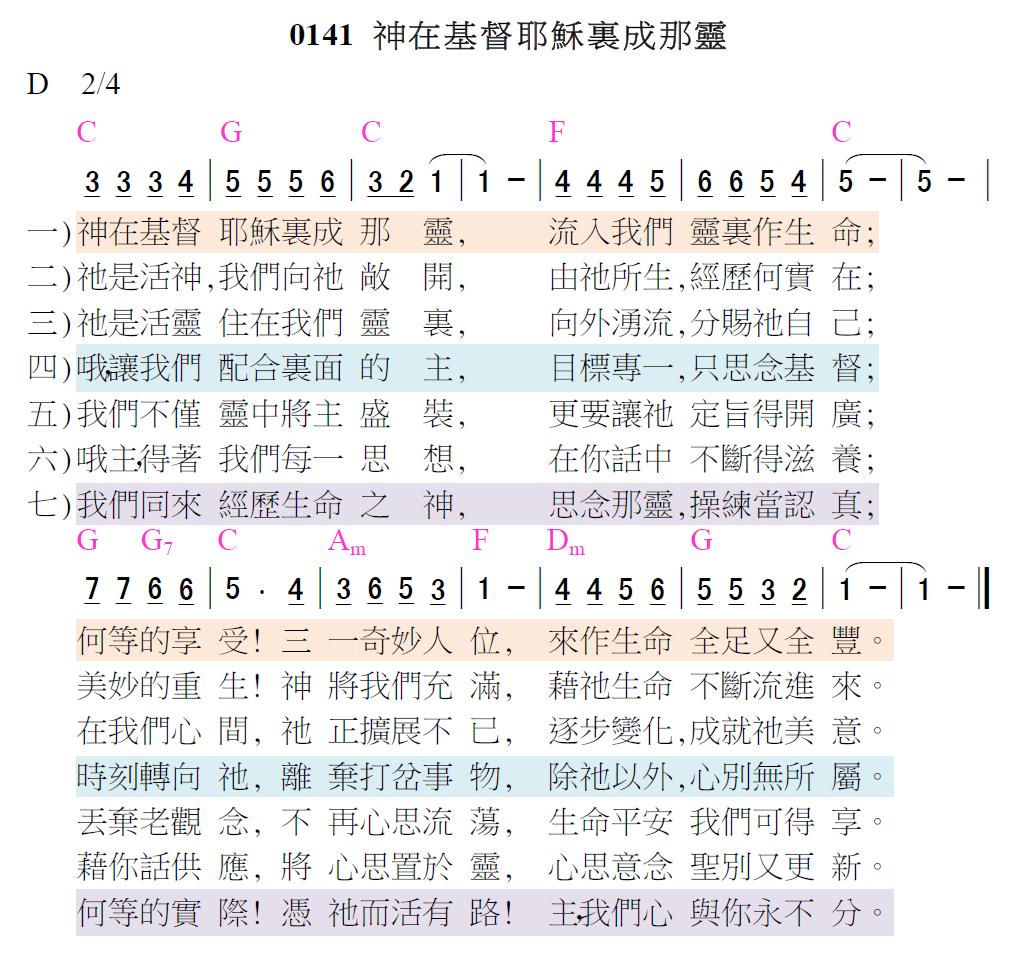 0141 神在基督耶穌裏成那靈
D 2/4
C G C F C
3 3 3 4 | 5 5 5 6 | 3 2 1 | 1 – | 4 4 4 5 | 6 6 5 4 | 5 – | 5 – |
一)神在基督 耶穌裏成 那 靈, 流入我們 靈裏作生 命;
二)祂是活神,我們向祂 敞 開, 由祂所生,經歷何實 在;
三)祂是活靈 住在我們 靈 裏, 向外湧流,分賜祂自 己;
四)哦,讓我們 配合裏面 的 主, 目標專一,只思念基 督;
五)我們不僅 靈中將主 盛 裝, 更要讓祂 定旨得開 廣;
六)哦主,得著 我們每一 思 想, 在你話中 不斷得滋 養;
七)我們同來 經歷生命 之 神, 思念那靈,操練當認 真;
G G7 C Am F Dm G C
7 7 6 6 | 5 · 4 | 3 6 5 3 | 1 – | 4 4 5 6 | 5 5 3 2 | 1 – | 1 – ‖
何等的享 受! 三 一奇妙人 位, 來作生命 全足又全 豐。
美妙的重 生! 神 將我們充 滿, 藉祂生命 不斷流進 來。
在我們心 間, 祂 正擴展不 已, 逐步變化,成就祂美 意。
時刻轉向 祂, 離 棄打岔事 物, 除祂以外,心別無所 屬。
丟棄老觀 念, 不 再心思流 蕩, 生命平安 我們可得 享。
藉你話供 應, 將 心思置於 靈, 心思意念 聖別又更 新。
何等的實 際! 憑 祂而活有 路! 主,我們心 與你永不 分。